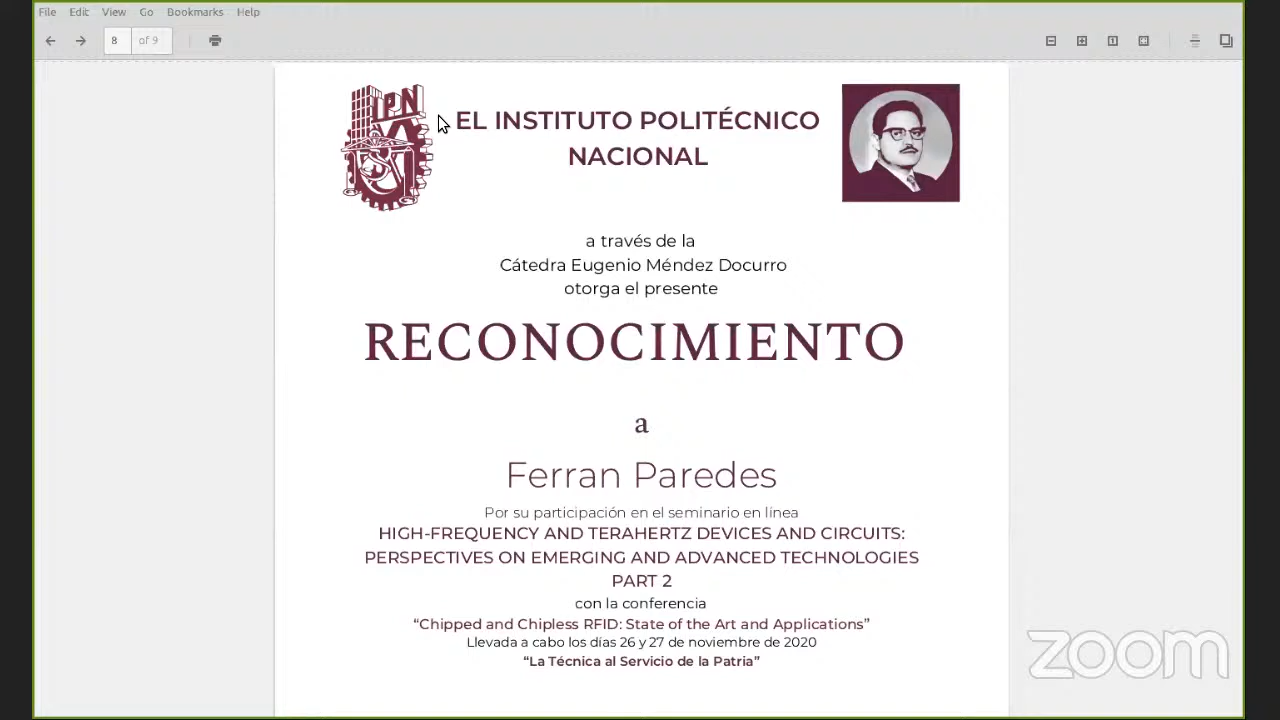 File Edit View Go Bookmarks Help
8 of 9
IPN
EL INSTITUTO POLITÉCNICO
NACIONAL
a través de la
Cátedra Eugenio Méndez Docurro
otorga el presente
RECONOCIMIENTO
a
Ferran Paredes
Por su participación en el seminario en línea
HIGH-FREQUENCY AND TERAHERTZ DEVICES AND CIRCUITS:
PERSPECTIVES ON EMERGING AND ADVANCED TECHNOLOGIES
PART 2
con la conferencia
“Chipped and Chipless RFID: State of the Art and Applications”
Llevada a cabo los días 26 y 27 de noviembre de 2020
“La Técnica al Servicio de la Patria”
zoom